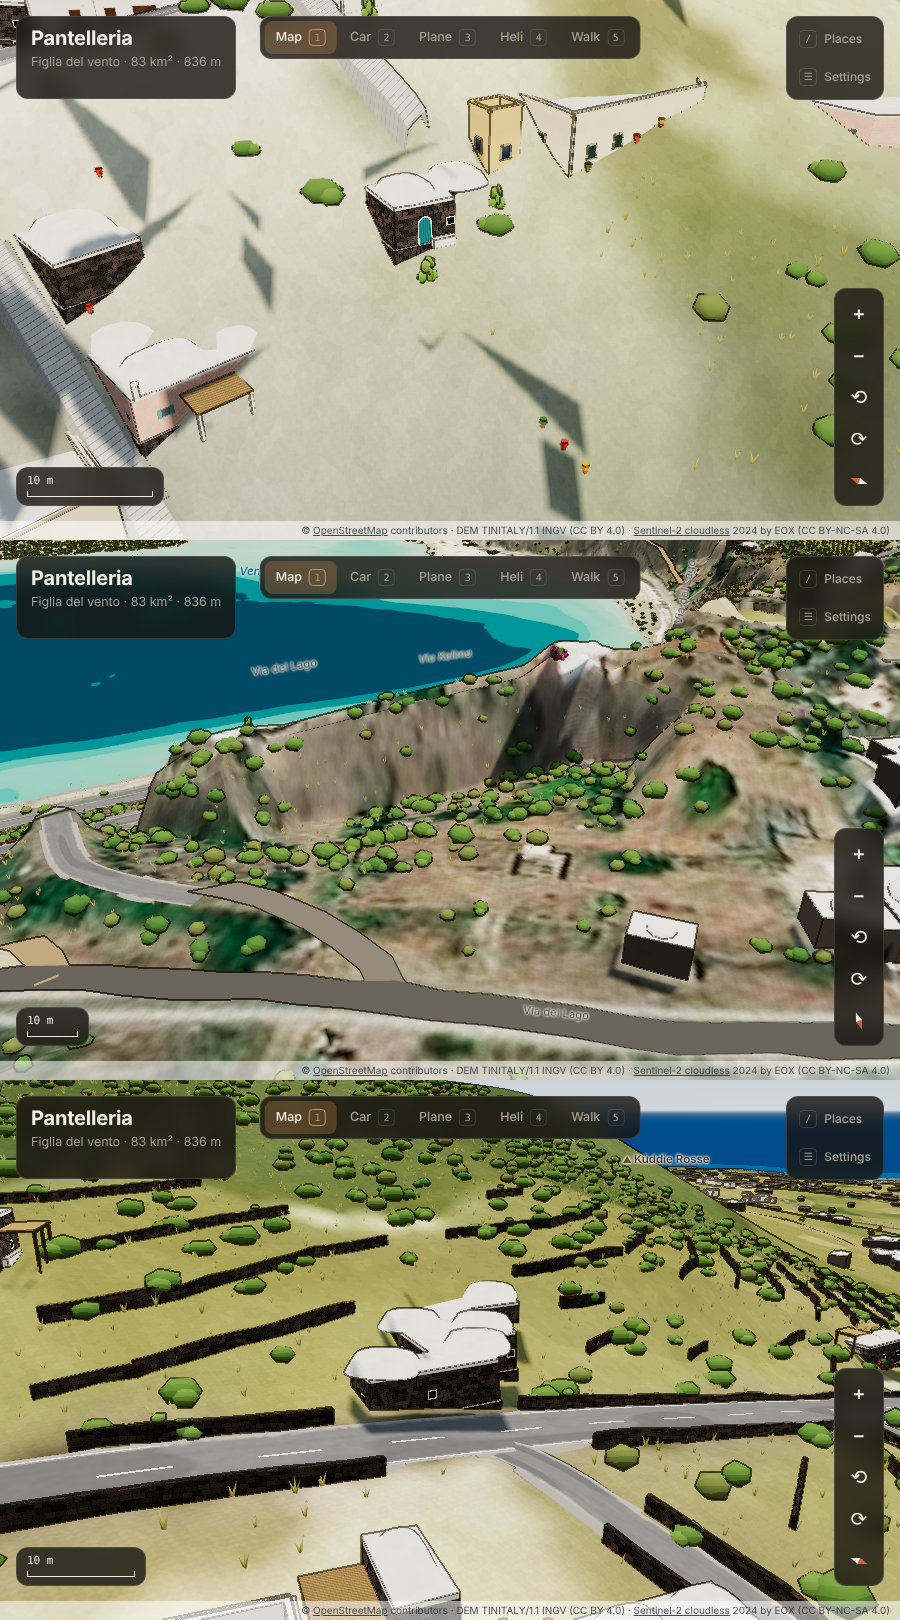 Pantelleria
Figlia del vento · 83 km² · 836 m
Map 1 Car 2 Plane 3 Heli 4 Walk 5
/ Places
☰ Settings
+
−
⟲
⟳
10 m
© OpenStreetMap contributors · DEM TINITALY/1.1 INGV (CC BY 4.0) · Sentinel-2 cloudless 2024 by EOX (CC BY-NC-SA 4.0)
Pantelleria
Figlia del vento · 83 km² · 836 m
Ven
Map 1 Car 2 Plane 3 Heli 4 Walk 5
/ Places
☰ Settings
Via del Lago
Via Kalina
+
−
⟲
⟳
10 m
Via del Lago
© OpenStreetMap contributors · DEM TINITALY/1.1 INGV (CC BY 4.0) · Sentinel-2 cloudless 2024 by EOX (CC BY-NC-SA 4.0)
Pantelleria
Figlia del vento · 83 km² · 836 m
Map 1 Car 2 Plane 3 Heli 4 Walk 5
/ Places
☰ Settings
Kuddie Rosse
+
−
⟲
⟳
10 m
© OpenStreetMap contributors · DEM TINITALY/1.1 INGV (CC BY 4.0) · Sentinel-2 cloudless 2024 by EOX (CC BY-NC-SA 4.0)